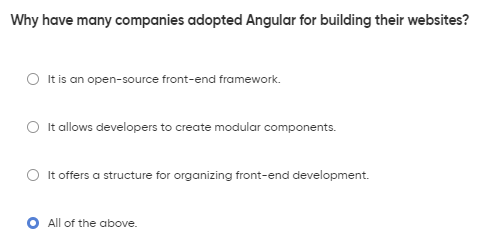 Why have many companies adopted Angular for building their websites?
It is an open-source front-end framework.
It allows developers to create modular components.
It offers a structure for organizing front-end development.
All of the above.